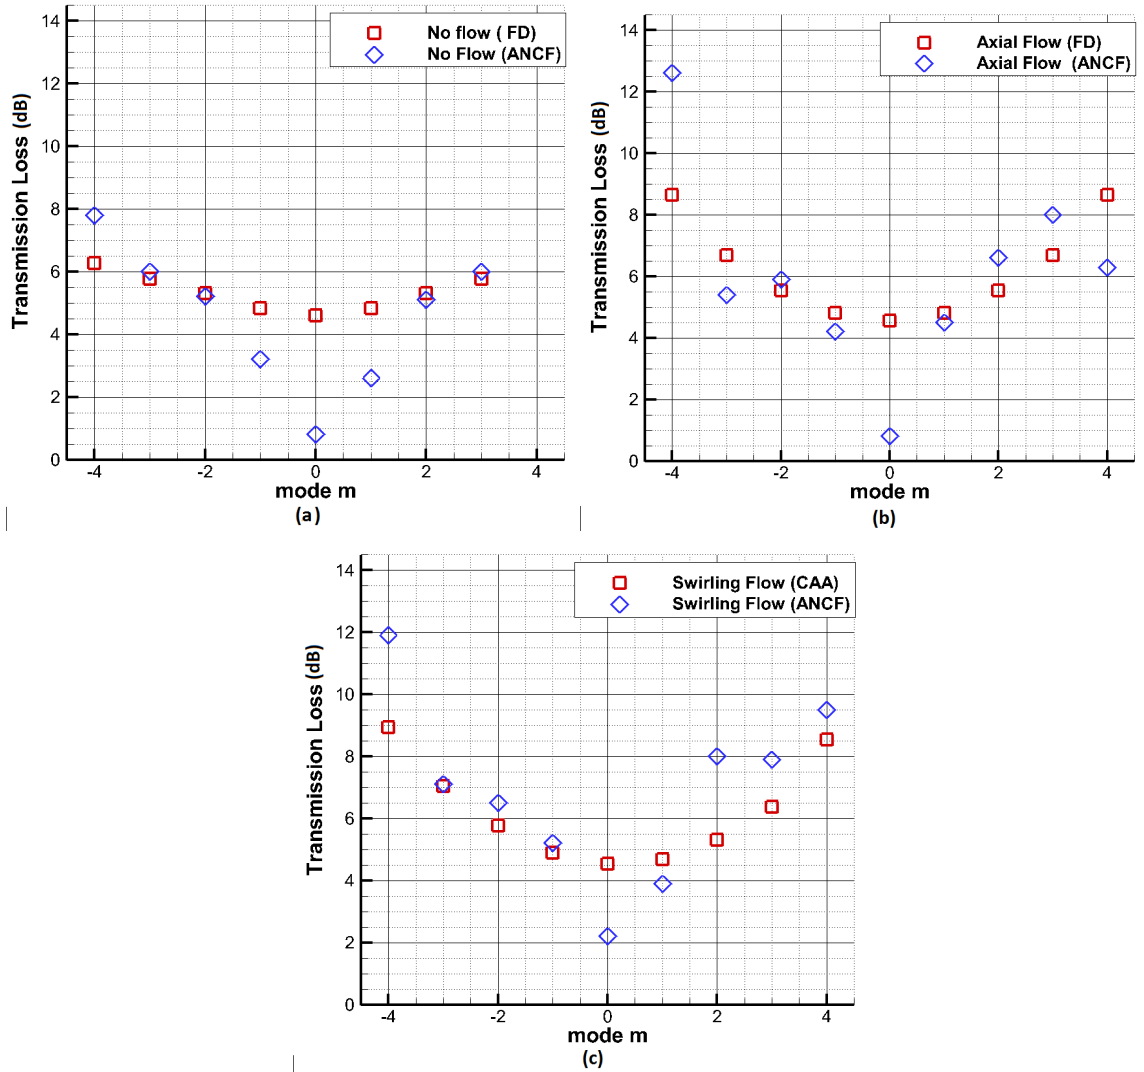 No flow ( FD)
No Flow (ANCF)
14
12
10
8
6
4
2
0
Transmission Loss (dB)
-4 -2 0 2 4
mode m
(a)
Axial Flow (FD)
Axial Flow (ANCF)
14
12
10
8
6
4
2
0
Transmission Loss (dB)
-4 -2 0 2 4
mode m
(b)
Swirling Flow (CAA)
Swirling Flow (ANCF)
14
12
10
8
6
4
2
0
Transmission Loss (dB)
-4 -2 0 2 4
mode m
(c)